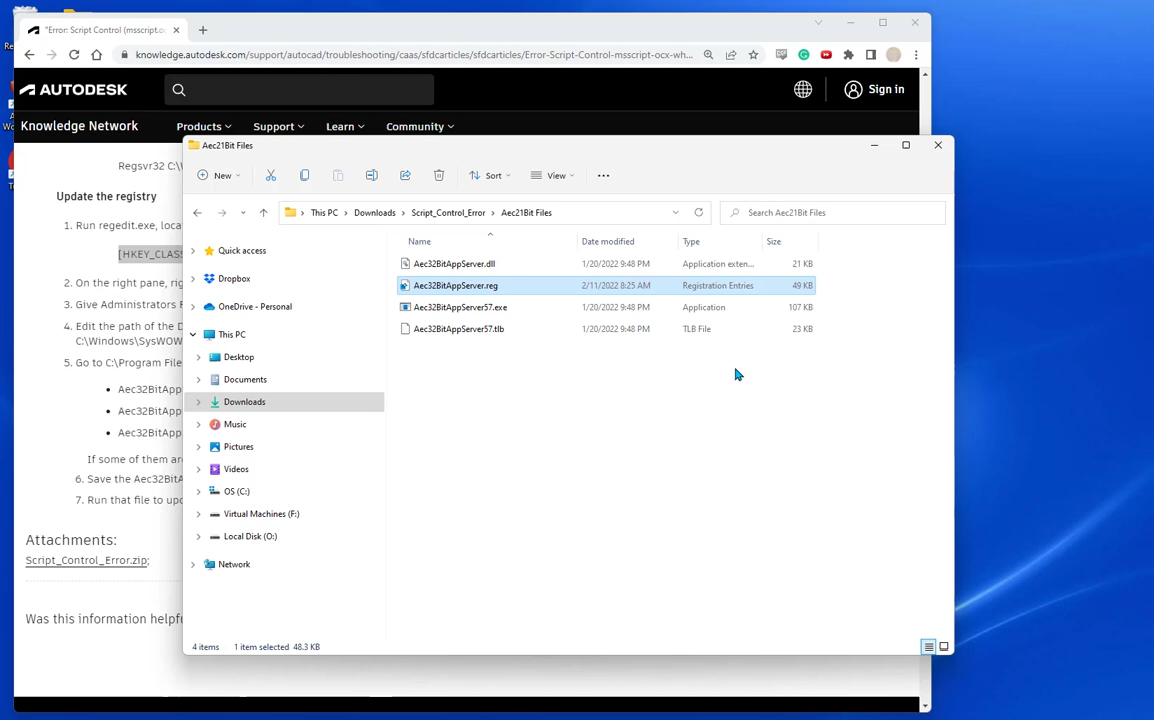 "Error: Script Control (msscript.oc
knowledge.autodesk.com/support/autocad/troubleshooting/caas/sfdcarticles/sfdcarticles/Error-Script-Control-msscript-ocx-wh...
AUTODESK
Sign in
Knowledge Network
Products
Support
Learn
Community
Regsvr32 C:\W
Update the registry
1. Run regedit.exe, loca
[HKEY_CLASS
2. On the right pane, rig
3. Give Administrators F
4. Edit the path of the D
C:\Windows\SysWOW
5. Go to C:\Program File
Aec32BitApp
Aec32BitApp
Aec32BitApp
If some of them are
6. Save the Aec32BitA
7. Run that file to upd
Attachments:
Script_Control_Error.zip;
Was this information helpfu
Aec21Bit Files
New
Sort
View
This PC
Downloads
Script_Control_Error
Aec21Bit Files
Search Aec21Bit Files
Quick access
Dropbox
OneDrive - Personal
This PC
Desktop
Documents
Downloads
Music
Pictures
Videos
OS (C:)
Virtual Machines (F:)
Local Disk (O:)
Network
Name Date modified Type Size
Aec32BitAppServer.dll 1/20/2022 9:48 PM Application exten... 21 KB
Aec32BitAppServer.reg 2/11/2022 8:25 AM Registration Entries 49 KB
Aec32BitAppServer57.exe 1/20/2022 9:48 PM Application 107 KB
Aec32BitAppServer57.tlb 1/20/2022 9:48 PM TLB File 23 KB
4 items 1 item selected 48.3 KB